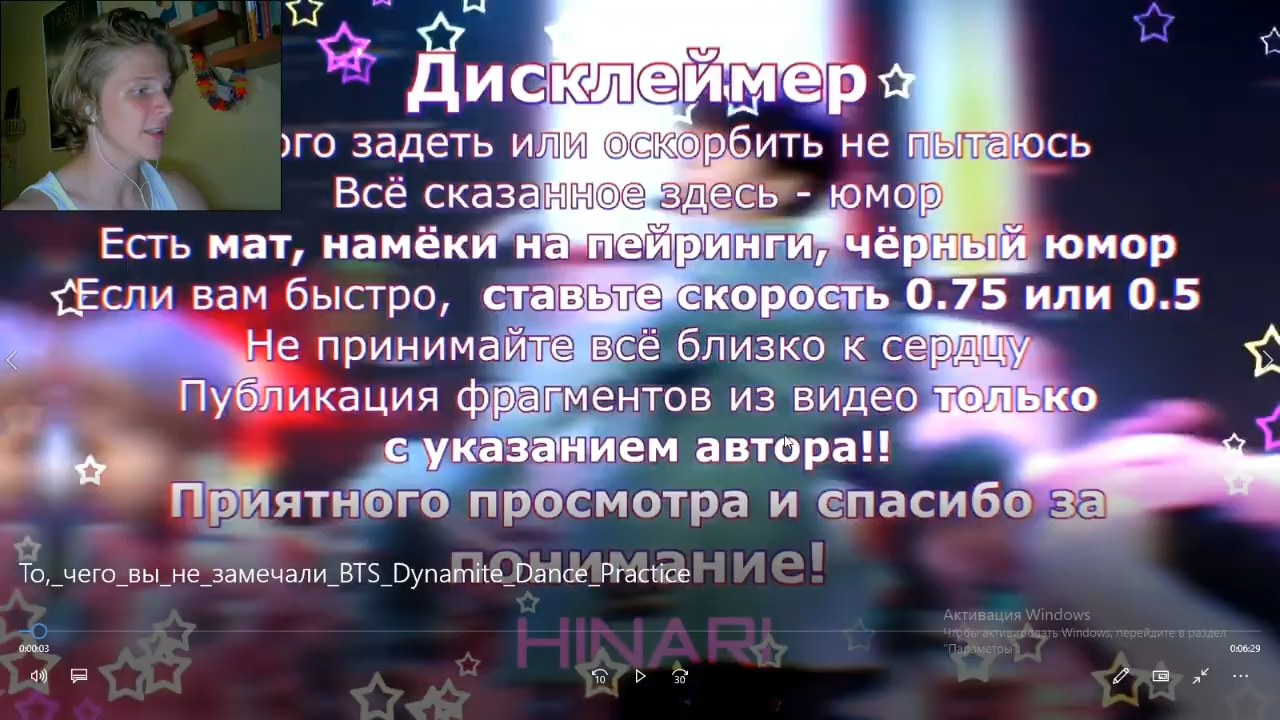 Дисклеймер
ого задеть или оскорбить не пытаюсь
Всё сказанное здесь - юмор
Есть мат, намёки на пейринги, чёрный юмор
Если вам быстро, ставьте скорость 0.75 или 0.5
Не принимайте всё близко к сердцу
Публикация фрагментов из видео только
с указанием автора!!
Приятного просмотра и спасибо за
понимание!
То,_чего_вы_не_замечали_BTS_Dynamite_Dance_Practice
HINARI
Активация Windows
Чтобы активировать Windows, перейдите в раздел
"Параметры".
0:00:03
0:06:29
10
30